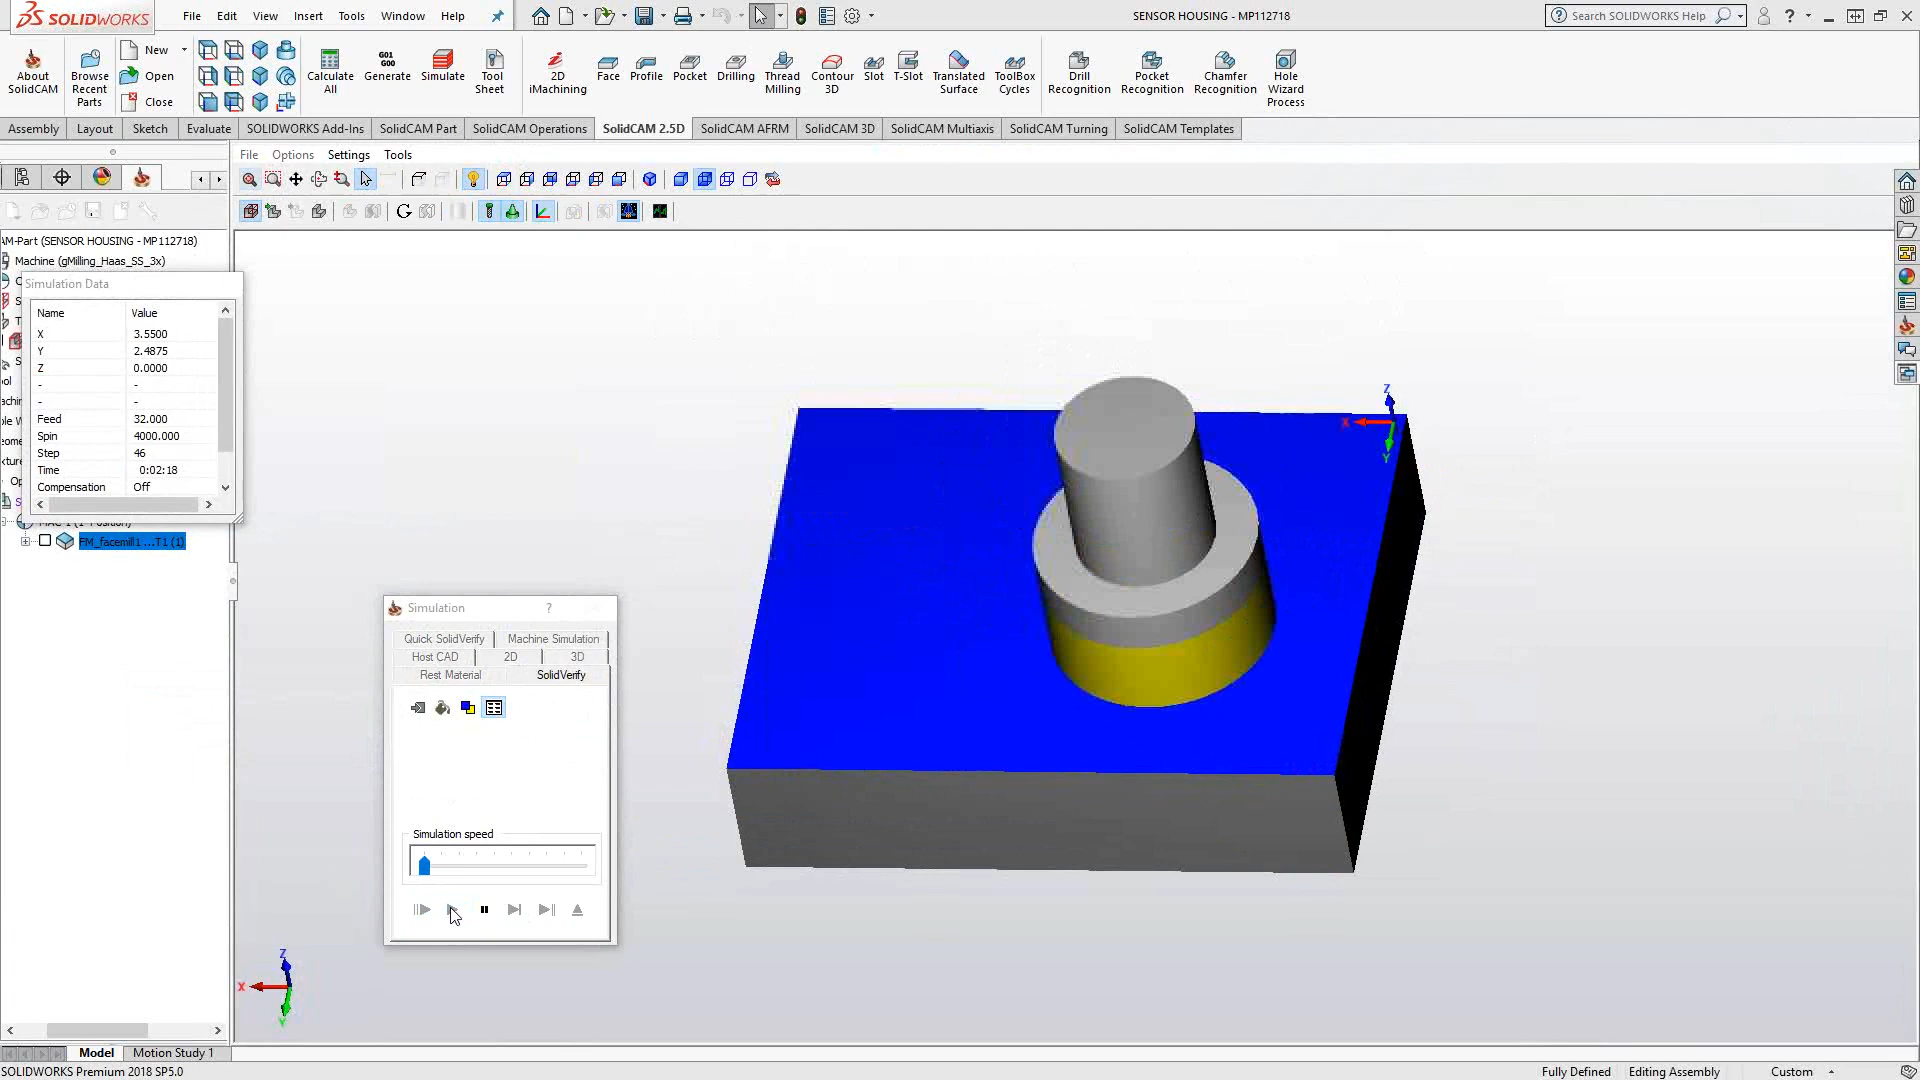 SOLIDWORKS
File Edit View Insert Tools Window Help
SENSOR HOUSING - MP112718
Search SOLIDWORKS Help
?
About SolidCAM
Browse Recent Parts
New
Open
Close
Calculate All
G01 G00
Generate
Simulate
Tool Sheet
2D iMachining
Face
Profile
Pocket
Drilling
Thread Milling
Contour 3D
Slot
T-Slot
Translated Surface
ToolBox Cycles
Drill Recognition
Pocket Recognition
Chamfer Recognition
Hole Wizard Process
Assembly Layout Sketch Evaluate SOLIDWORKS Add-Ins SolidCAM Part SolidCAM Operations SolidCAM 2.5D SolidCAM AFRM SolidCAM 3D SolidCAM Multiaxis SolidCAM Turning SolidCAM Templates
File Options Settings Tools
AM-Part (SENSOR HOUSING - MP112718)
Machine (gMilling_Haas_SS_3x)
Simulation Data
Name Value
X 3.5500
Y 2.4875
Z 0.0000
- -
- -
Feed 32.000
Spin 4000.000
Step 46
Time 0:02:18
Compensation Off
FM_facemill1 ...T1 (1)
Simulation ?
Quick SolidVerify Machine Simulation
Host CAD 2D 3D
Rest Material SolidVerify
Simulation speed
Z
X
Y
Z
X
Y
Model Motion Study 1
SOLIDWORKS Premium 2018 SP5.0
Fully Defined Editing Assembly Custom